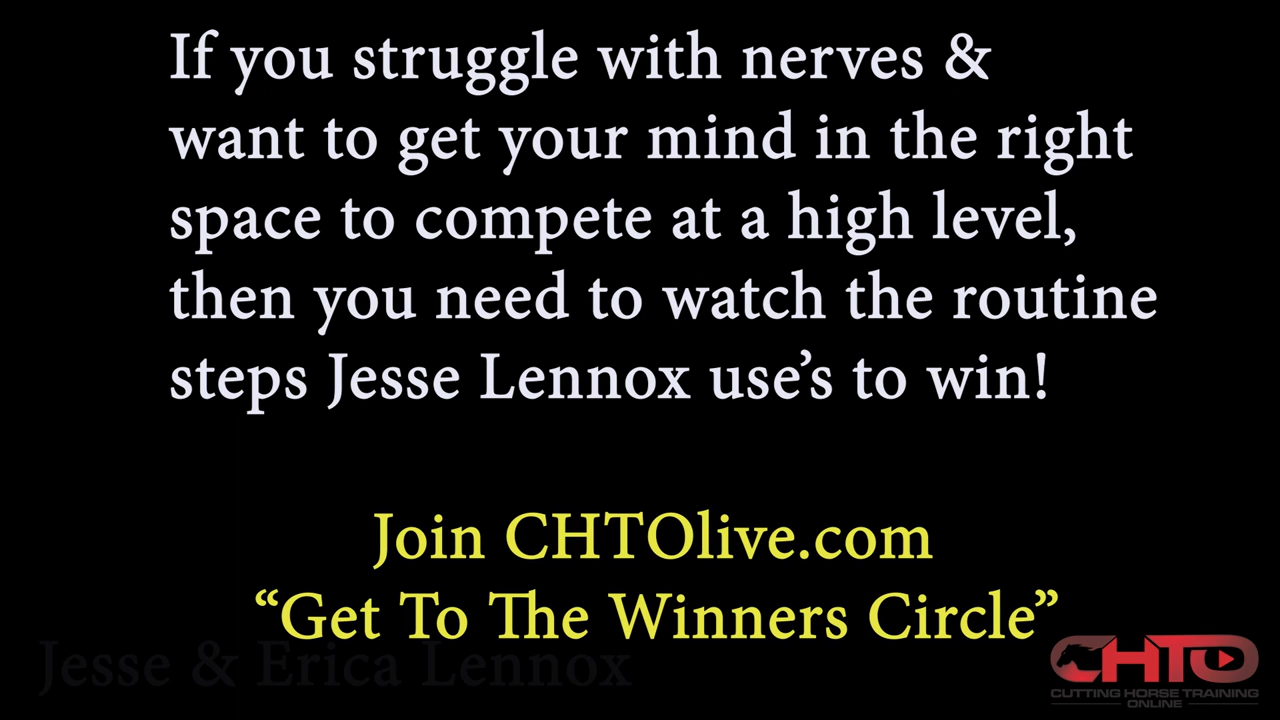 If you struggle with nerves &
want to get your mind in the right
space to compete at a high level,
then you need to watch the routine
steps Jesse Lennox use’s to win!
Join CHTOlive.com
“Get To The Winners Circle”
Jesse & Erica Lennox
CHTO
CUTTING HORSE TRAINING
ONLINE